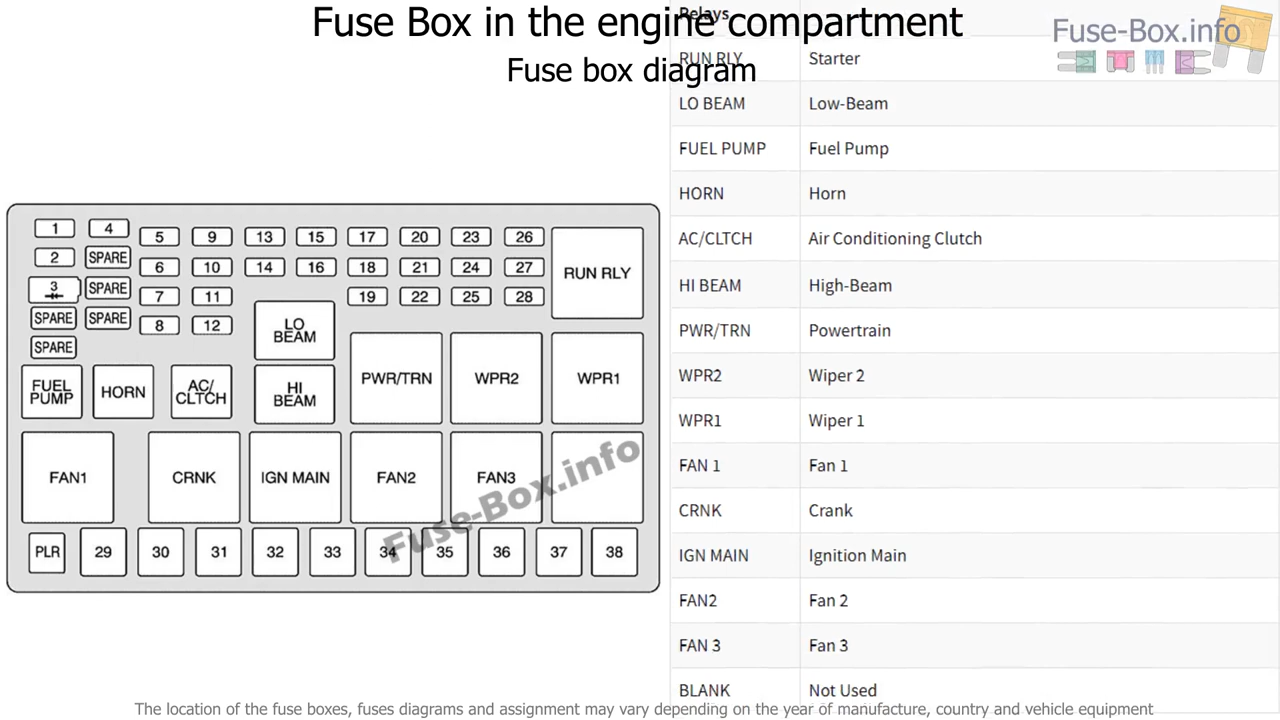 Fuse Box in the engine compartment
Fuse box diagram
Fuse-Box.info
Relays
RUN RLY Starter
LO BEAM Low-Beam
FUEL PUMP Fuel Pump
HORN Horn
AC/CLTCH Air Conditioning Clutch
HI BEAM High-Beam
PWR/TRN Powertrain
WPR2 Wiper 2
WPR1 Wiper 1
FAN 1 Fan 1
CRNK Crank
IGN MAIN Ignition Main
FAN2 Fan 2
FAN 3 Fan 3
BLANK Not Used
1 4
5 9 13 15 17 20 23 26
2 SPARE
6 10 14 16 18 21 24 27
RUN RLY
3 SPARE
7 11 19 22 25 28
SPARE SPARE
8 12
LO
BEAM
SPARE
FUEL
PUMP
HORN
AC/
CLTCH
HI
BEAM
PWR/TRN
WPR2
WPR1
FAN1
CRNK
IGN MAIN
FAN2
FAN3
Fuse-Box.info
PLR 29 30 31 32 33 34 35 36 37 38
The location of the fuse boxes, fuses diagrams and assignment may vary depending on the year of manufacture, country and vehicle equipment